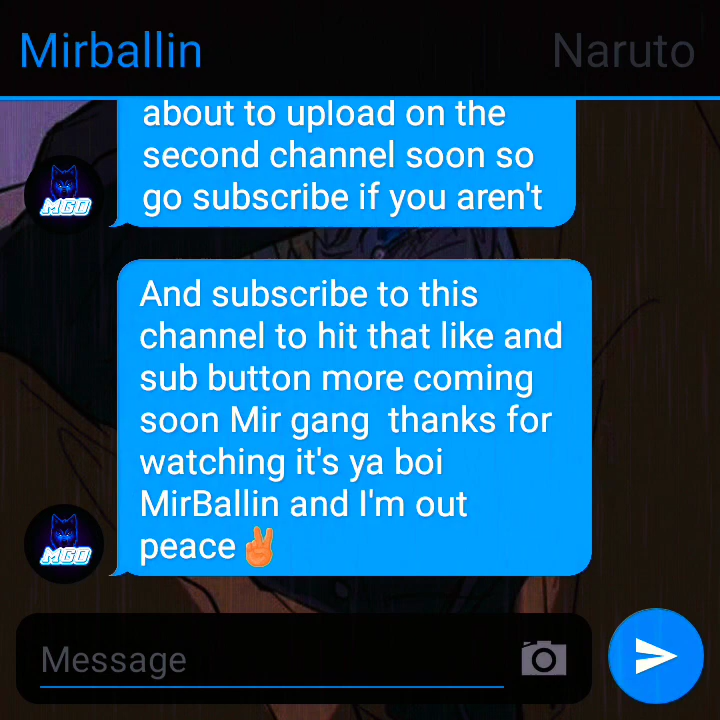 Mirballin
Naruto
about to upload on the
second channel soon so
go subscribe if you aren't
MGD
And subscribe to this
channel to hit that like and
sub button more coming
soon Mir gang  thanks for
watching it's ya boi
MirBallin and I'm out
peace✌
MGD
Message